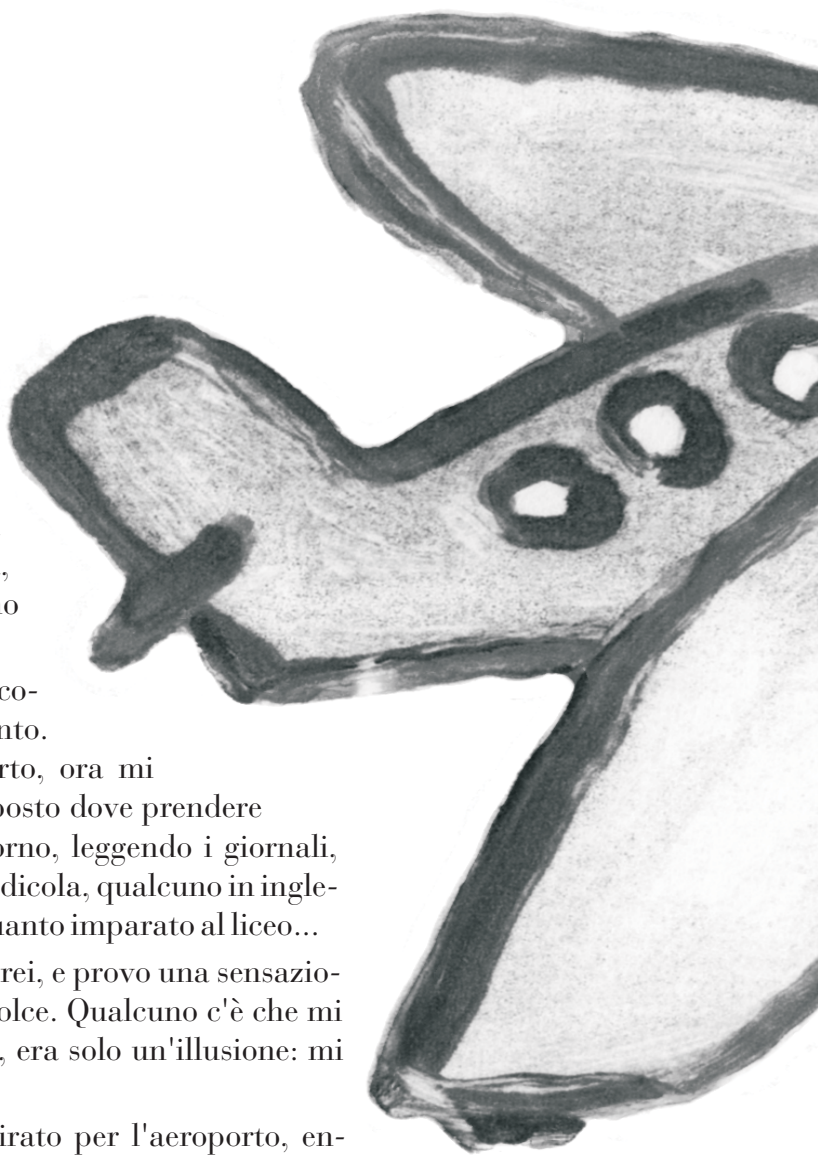 ,
co-
nto.
rto, ora mi
posto dove prendere
orno, leggendo i giornali,
dicola, qualcuno in ingle-
uanto imparato al liceo...
rei, e provo una sensazio-
olce. Qualcuno c'è che mi
, era solo un'illusione: mi
irato per l'aeroporto, en-